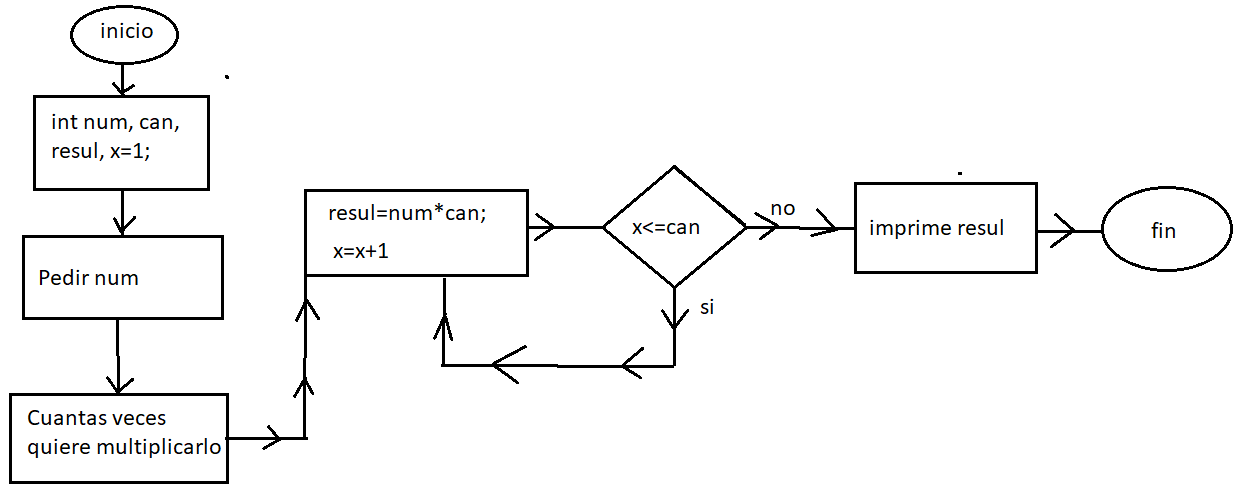 inicio
int num, can,
resul, x=1;
Pedir num
Cuantas veces
quiere multiplicarlo
resul=num*can;
x=x+1
x<=can
si
no
imprime resul
fin